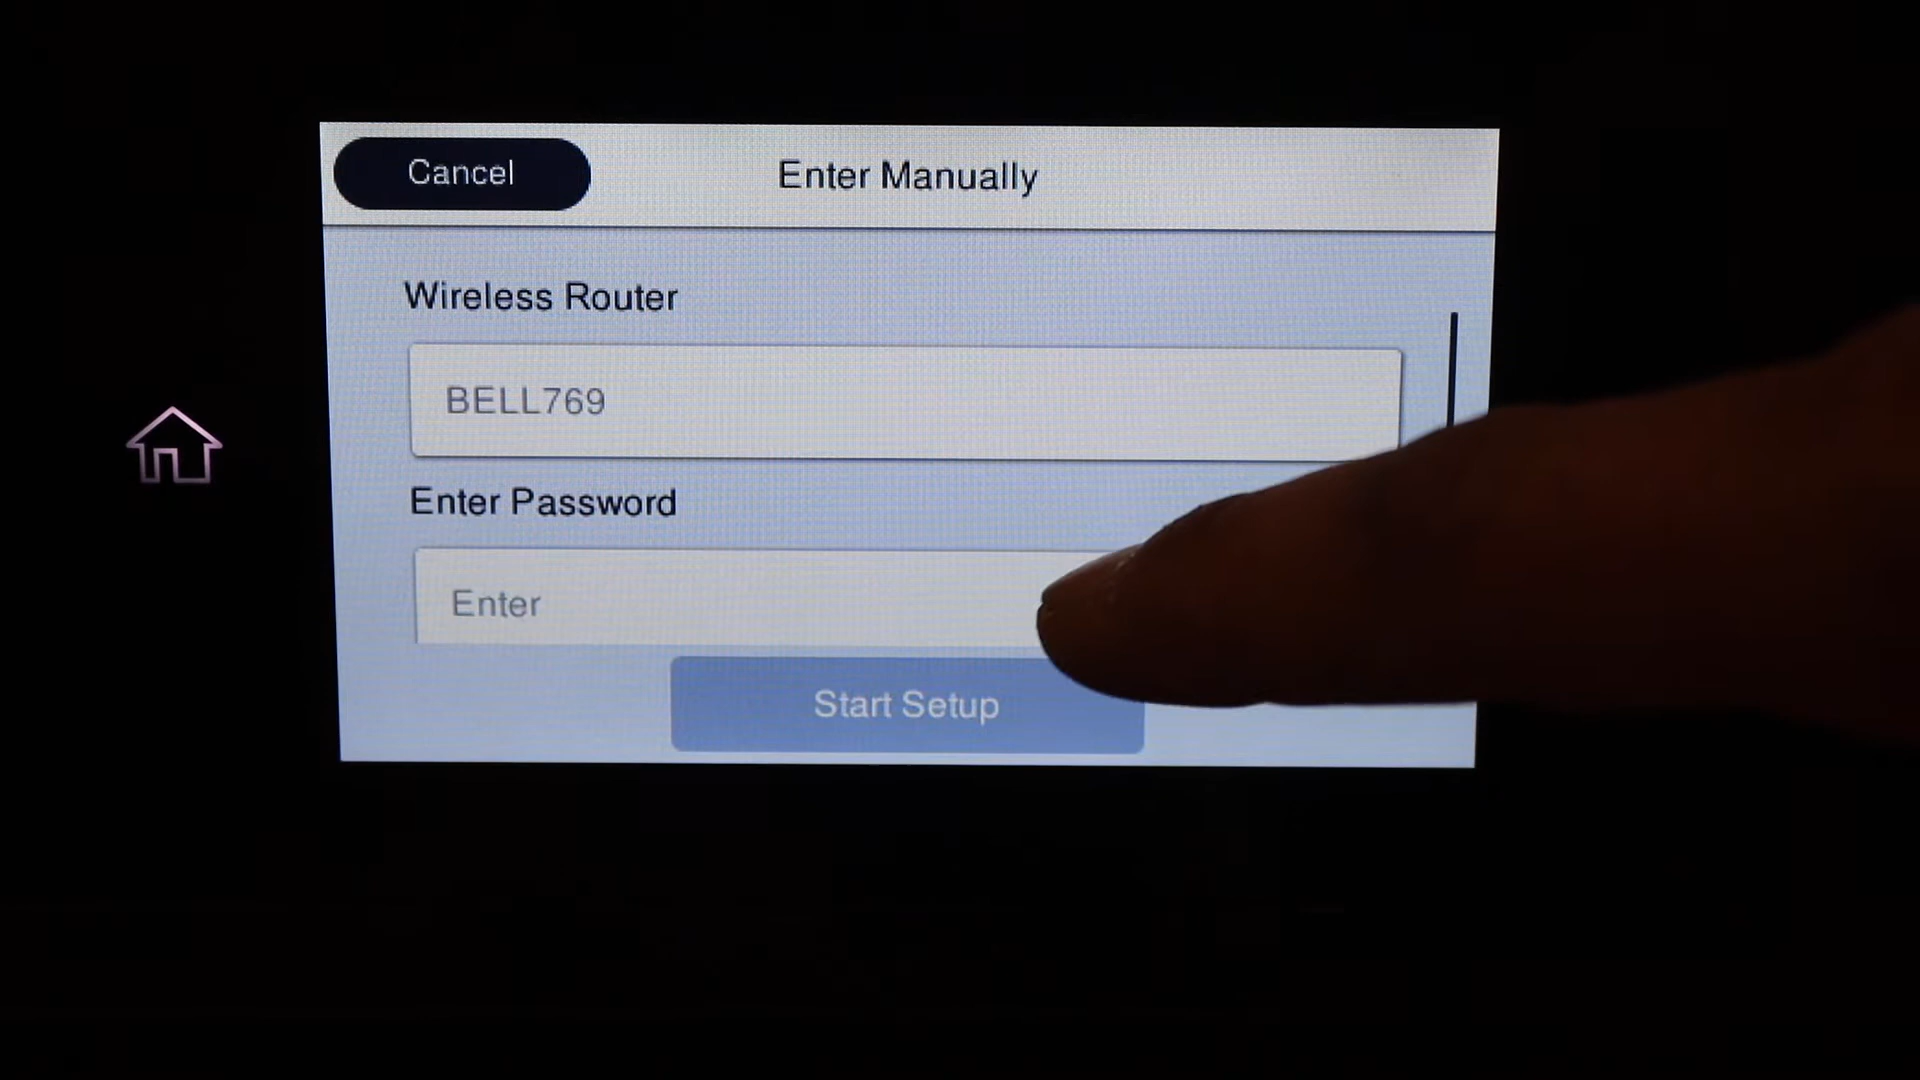 Cancel
Enter Manually
Wireless Router
BELL769
Enter Password
Enter
Start Setup